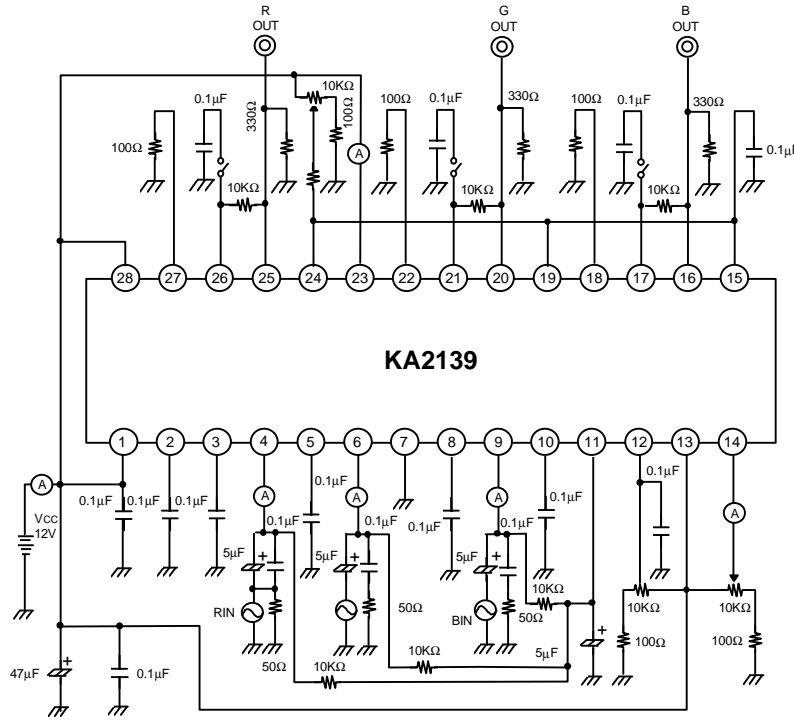 R
OUT
G
OUT
B
OUT
0.1μF
330Ω
10KΩ
100Ω
100Ω
0.1μF
330Ω
100Ω
0.1μF
330Ω
0.1μF
100Ω
A
10KΩ
10KΩ
10KΩ
28
27
26
25
24
23
22
21
20
19
18
17
16
15
KA2139
1
2
3
4
5
6
7
8
9
10
11
12
13
14
A
VCC
12V
0.1μF
0.1μF
0.1μF
A
0.1μF
5μF
RIN
50Ω
0.1μF
A
0.1μF
5μF
50Ω
0.1μF
A
0.1μF
5μF
BIN
50Ω
0.1μF
10KΩ
5μF
0.1μF
10KΩ
100Ω
A
10KΩ
100Ω
10KΩ
10KΩ
47μF
0.1μF
+
+
+
+
+